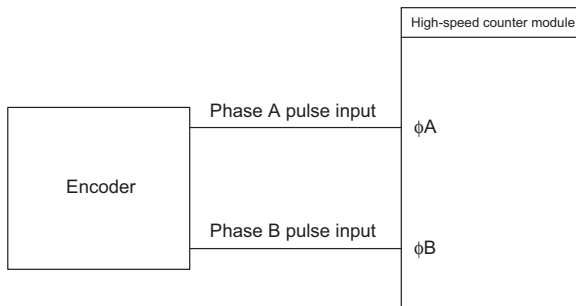 High-speed counter module
Phase A pulse input
ϕA
Encoder
Phase B pulse input
ϕB